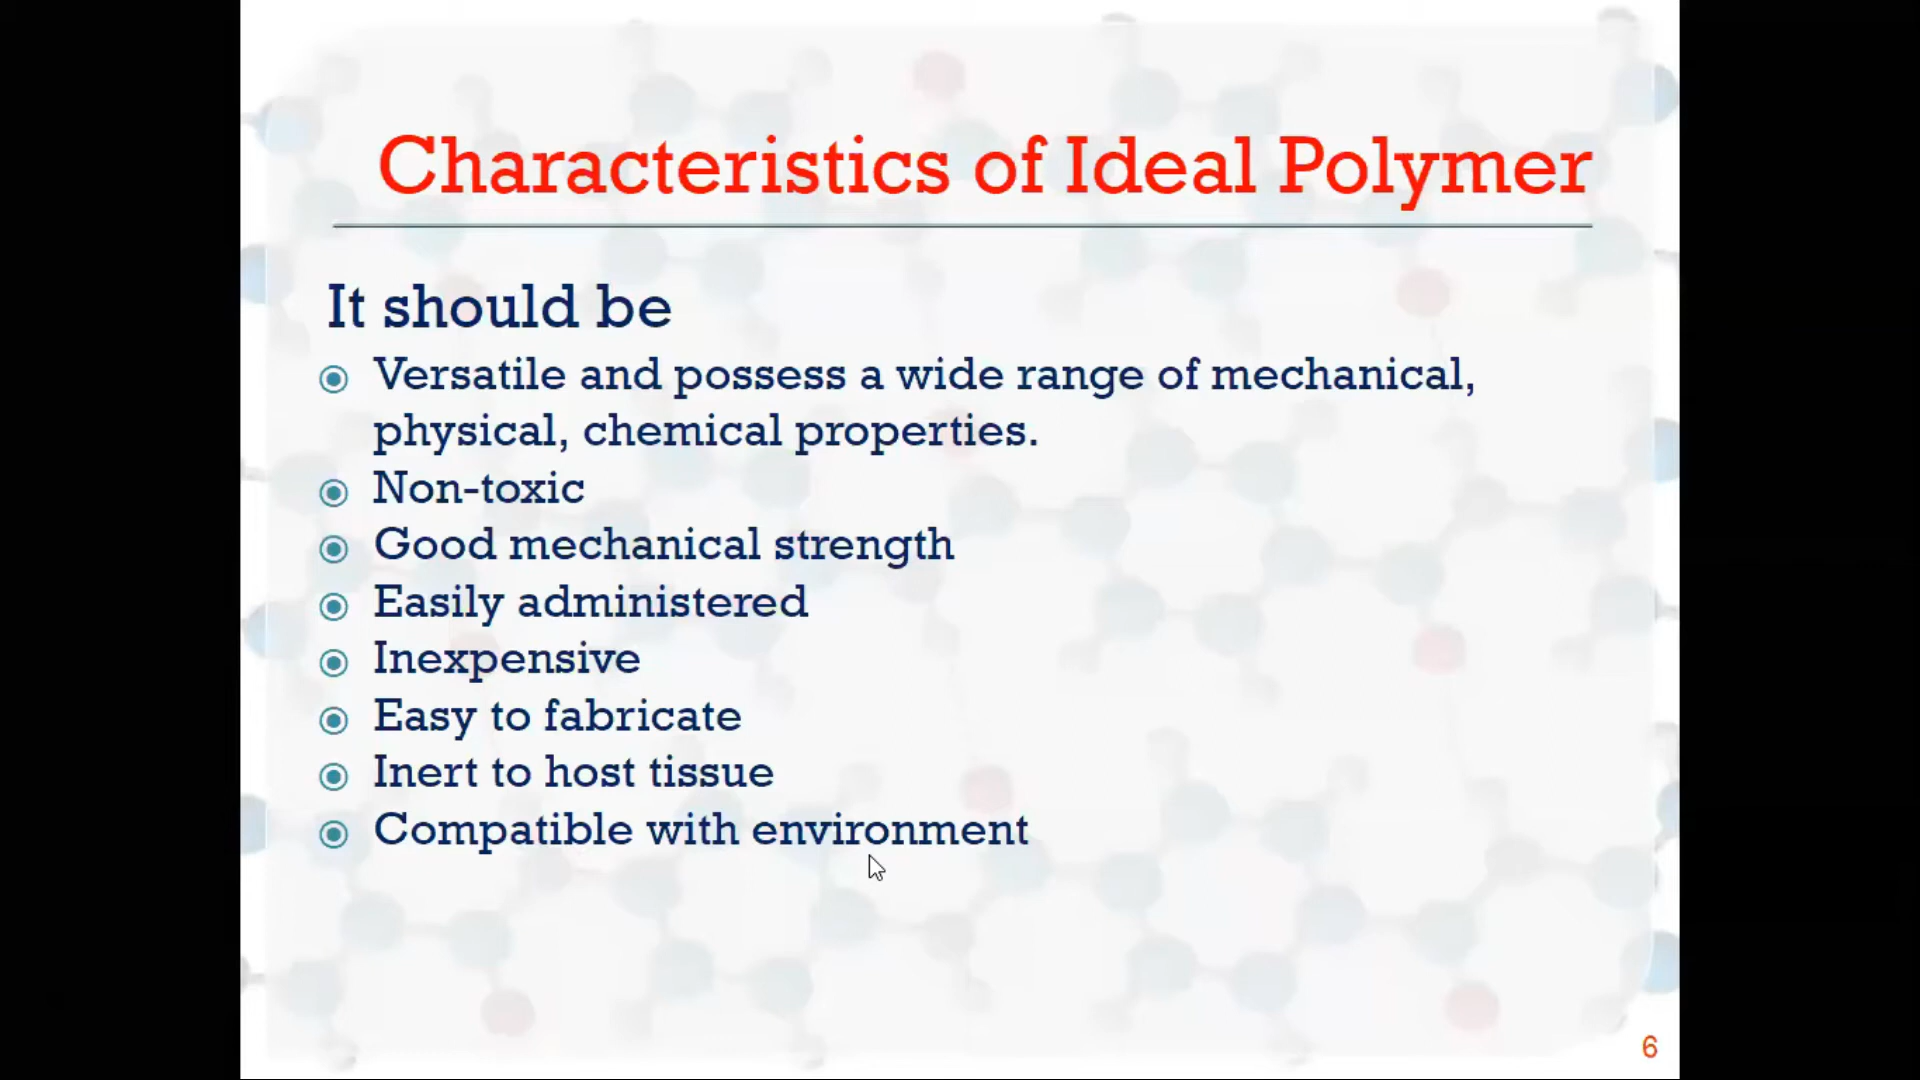 Characteristics of Ideal Polymer
It should be
Versatile and possess a wide range of mechanical,
physical, chemical properties.
Non-toxic
Good mechanical strength
Easily administered
Inexpensive
Easy to fabricate
Inert to host tissue
Compatible with environment
6